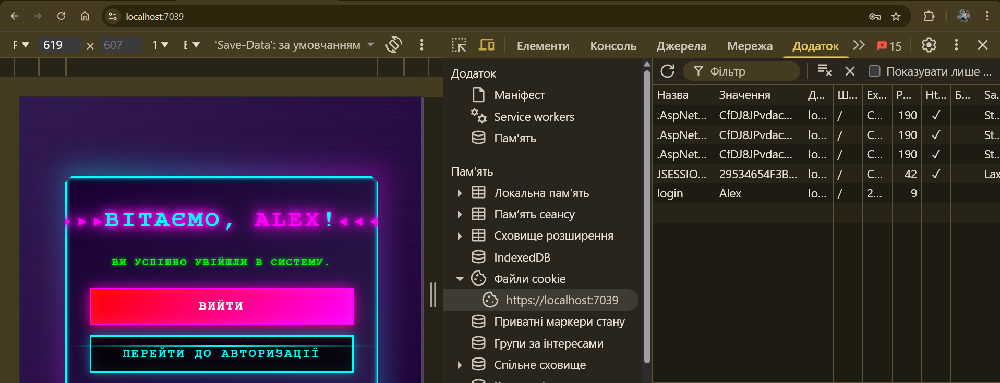 localhost:7039
619 × 607 1 'Save-Data': за умовчанням
Елементи Консоль Джерела Мережа Додаток 15
Додаток
Маніфест
Service workers
Пам'ять
Пам'ять
Локальна пам’ять
Пам’ять сеансу
Сховище розширення
IndexedDB
Файли cookie
https://localhost:7039
Приватні маркери стану
Групи за інтересами
Спільне сховище
Фільтр Показувати лише ...
Назва Значення Д... Ш... Ex... Р... Ht... Б... Sa.
.AspNet... CfDJ8JPvdac... lo... / C... 190 ✓ St..
.AspNet... CfDJ8JPvdac... lo... / C... 190 ✓ St..
.AspNet... CfDJ8JPvdac... lo... / C... 190 ✓ St..
JSESSIO... 29534654F3B... lo... / C... 42 ✓ Lax
login Alex lo... / 2... 9
ВІТАЄМО, ALEX!
ВИ УСПІШНО УВІЙШЛИ В СИСТЕМУ.
ВИЙТИ
ПЕРЕЙТИ ДО АВТОРИЗАЦІЇ